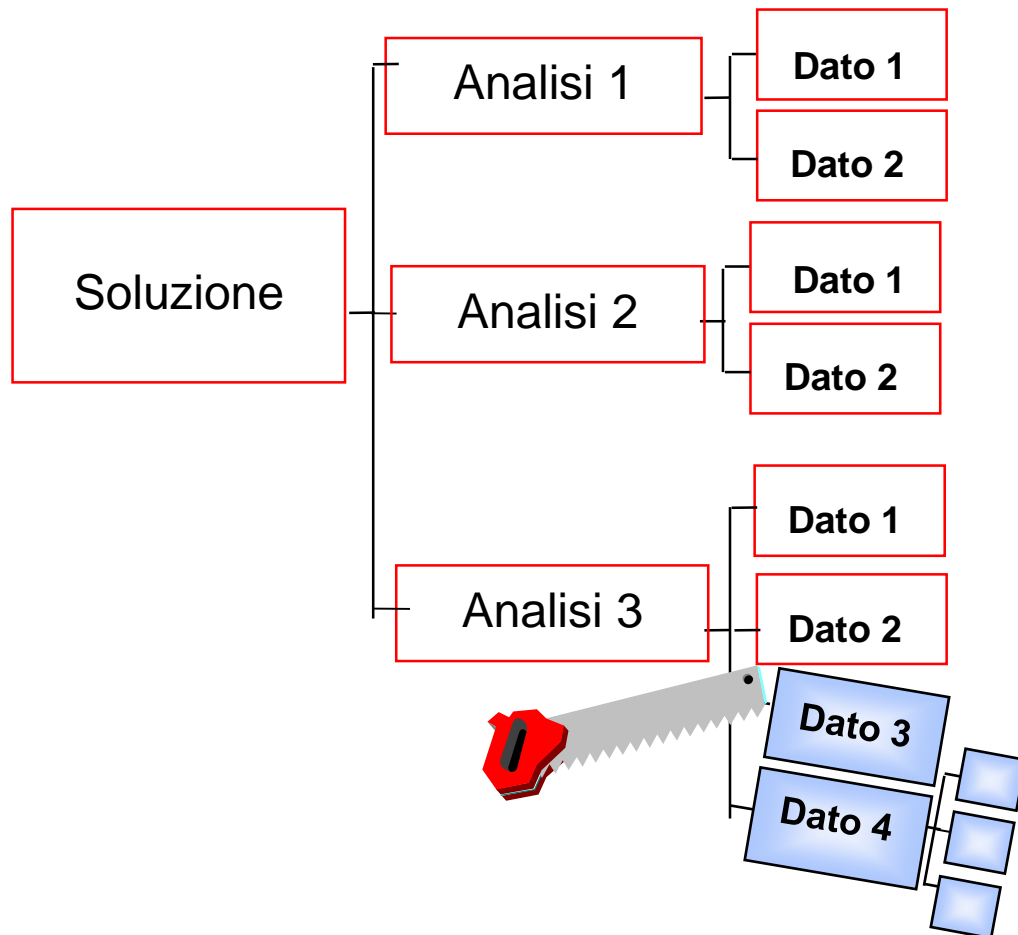 Soluzione
Analisi 1
Dato 1
Dato 2
Analisi 2
Dato 1
Dato 2
Analisi 3
Dato 1
Dato 2
Dato 3
Dato 4